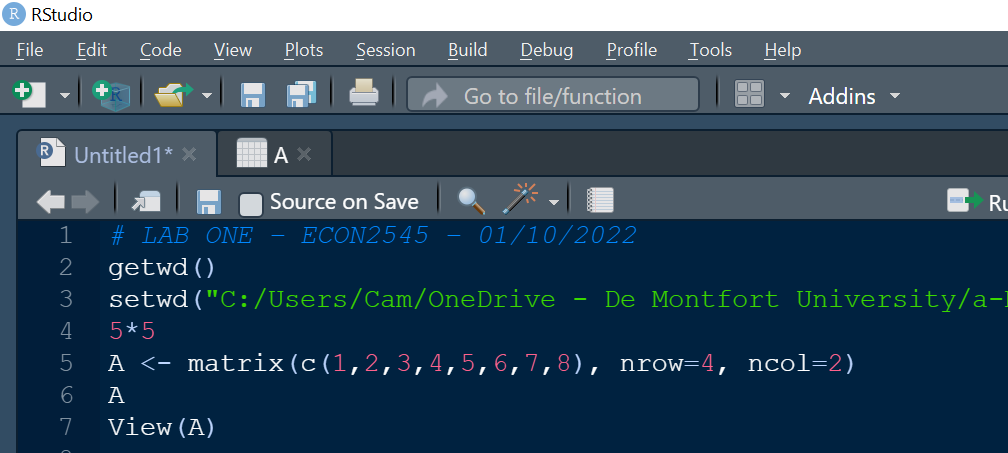 RStudio
File Edit Code View Plots Session Build Debug Profile Tools Help
Go to file/function Addins
Untitled1* A
Source on Save
1 # LAB ONE - ECON2545 - 01/10/2022
2 getwd()
3 setwd("C:/Users/Cam/OneDrive - De Montfort University/a-
4 5*5
5 A <- matrix(c(1,2,3,4,5,6,7,8), nrow=4, ncol=2)
6 A
7 View(A)